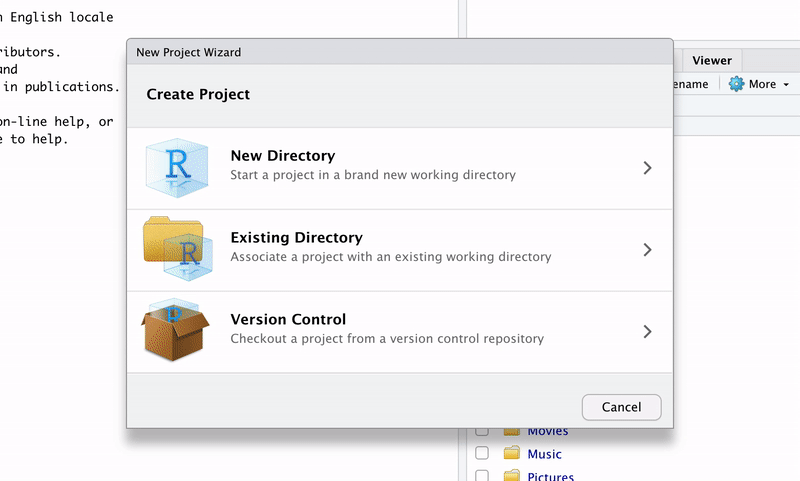 English locale
ributors.
and
in publications.
on-line help, or
to help.
Viewer
ename
More
New Project Wizard
Create Project
R
New Directory
Start a project in a brand new working directory
R
Existing Directory
Associate a project with an existing working directory
Version Control
Checkout a project from a version control repository
Cancel
Movies
Music
Pictures